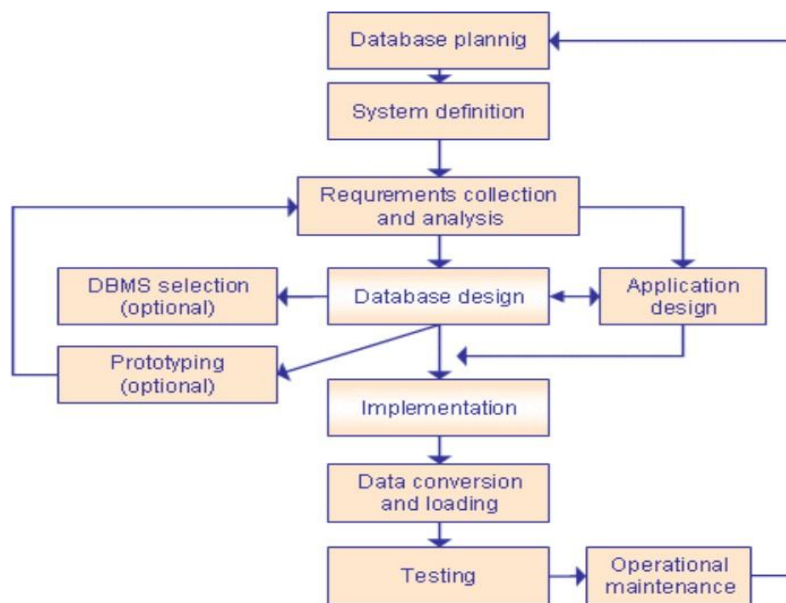 Database plannig
System definition
Requrements collection
and analysis
DBMS selection
(optional)
Database design
Application
design
Prototyping
(optional)
Implementation
Data conversion
and loading
Testing
Operational
maintenance